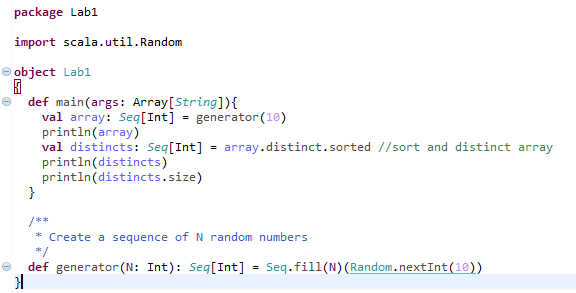 package Lab1
import scala.util.Random
object Lab1
{
def main(args: Array[String]){
val array: Seq[Int] = generator(10)
println(array)
val distincts: Seq[Int] = array.distinct.sorted //sort and distinct array
println(distincts)
println(distincts.size)
}
/**
* Create a sequence of N random numbers
*/
def generator(N: Int): Seq[Int] = Seq.fill(N)(Random.nextInt(10))
}